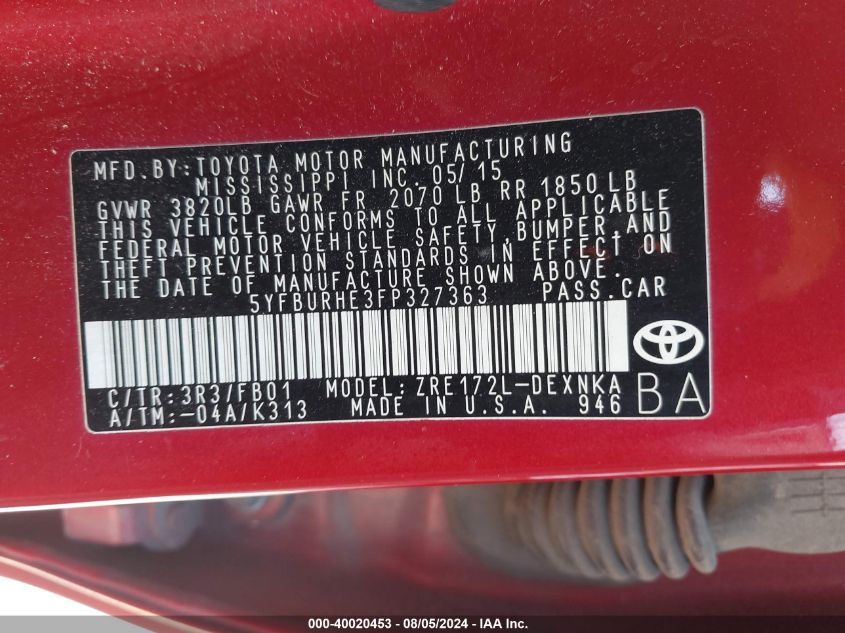 MFD. BY: TOYOTA MOTOR MANUFACTURING
MISSISSIPPI INC. 05/15
GVWR 3820LB GAWR FR 2070 LB RR 1850 LB
THIS VEHICLE CONFORMS TO ALL APPLICABLE
FEDERAL MOTOR VEHICLE SAFETY, BUMPER, AND
THEFT PREVENTION STANDARDS IN EFFECT ON
THE DATE OF MANUFACTURE SHOWN ABOVE.
5YFBURHE3FP327363 PASS. CAR
C/TR: 3R3/FB01 MODEL: ZRE172L-DEXNKA
A/TM: -04A/K313 MADE IN U.S.A. 946
BA
000-40020453 - 08/05/2024 - IAA Inc.